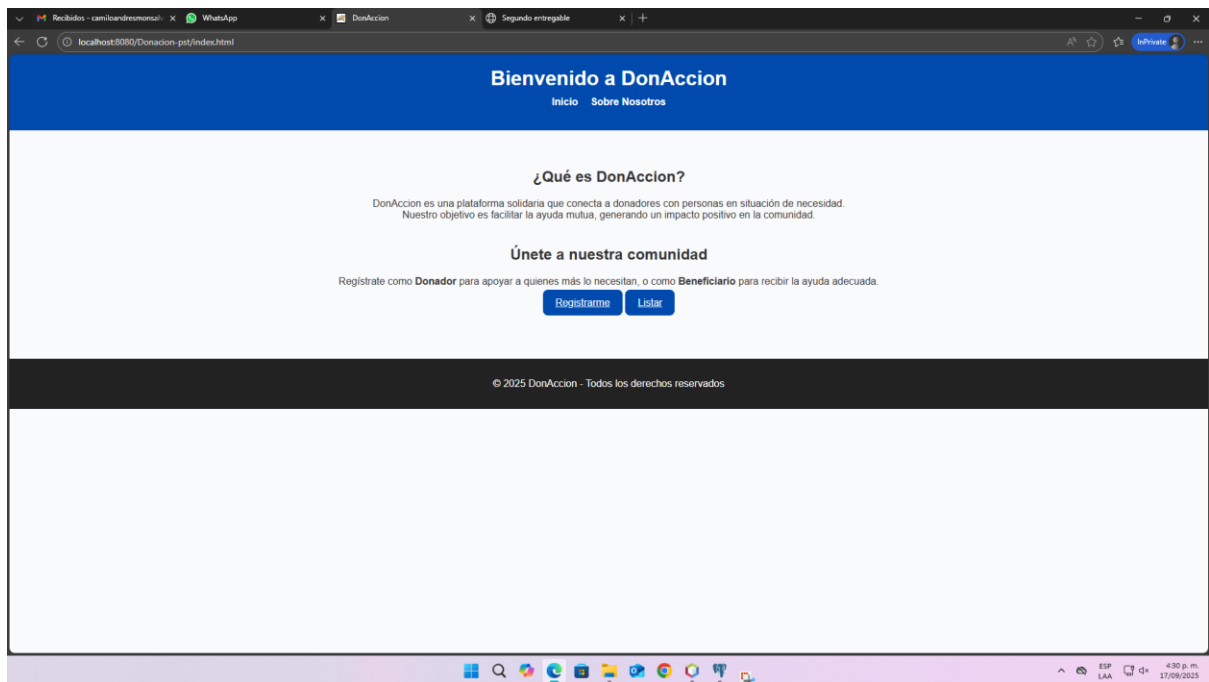 Recibidos - camiloandresmonsalv
WhatsApp
DonAccion
Segundo entregable
localhost:8080/Donacion-pst/index.html
InPrivate
Bienvenido a DonAccion
Inicio Sobre Nosotros
¿Qué es DonAccion?
DonAccion es una plataforma solidaria que conecta a donadores con personas en situación de necesidad.
Nuestro objetivo es facilitar la ayuda mutua, generando un impacto positivo en la comunidad.
Únete a nuestra comunidad
Regístrate como Donador para apoyar a quienes más lo necesitan, o como Beneficiario para recibir la ayuda adecuada.
Registrarme Listar
© 2025 DonAccion - Todos los derechos reservados
ESP
LAA
4:30 p. m.
17/09/2025